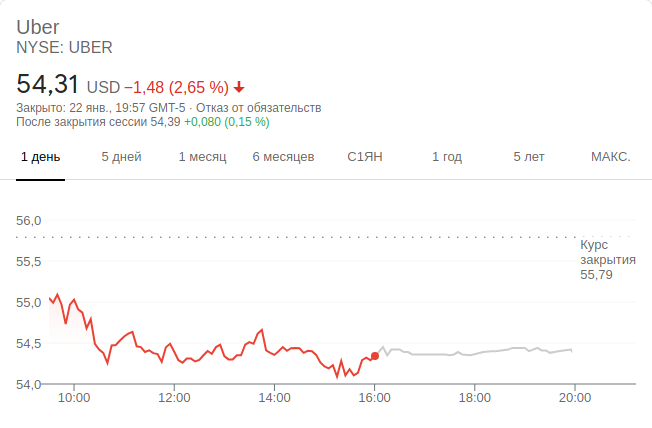 Uber
NYSE: UBER
54,31 USD −1,48 (2,65 %)
Закрыто: 22 янв., 19:57 GMT-5 · Отказ от обязательств
После закрытия сессии 54,39 +0,080 (0,15 %)
1 день 5 дней 1 месяц 6 месяцев С1ЯН 1 год 5 лет МАКС.
56,0
Курс
закрытия
55,79
55,5
55,0
54,5
54,0
10:00 12:00 14:00 16:00 18:00 20:00